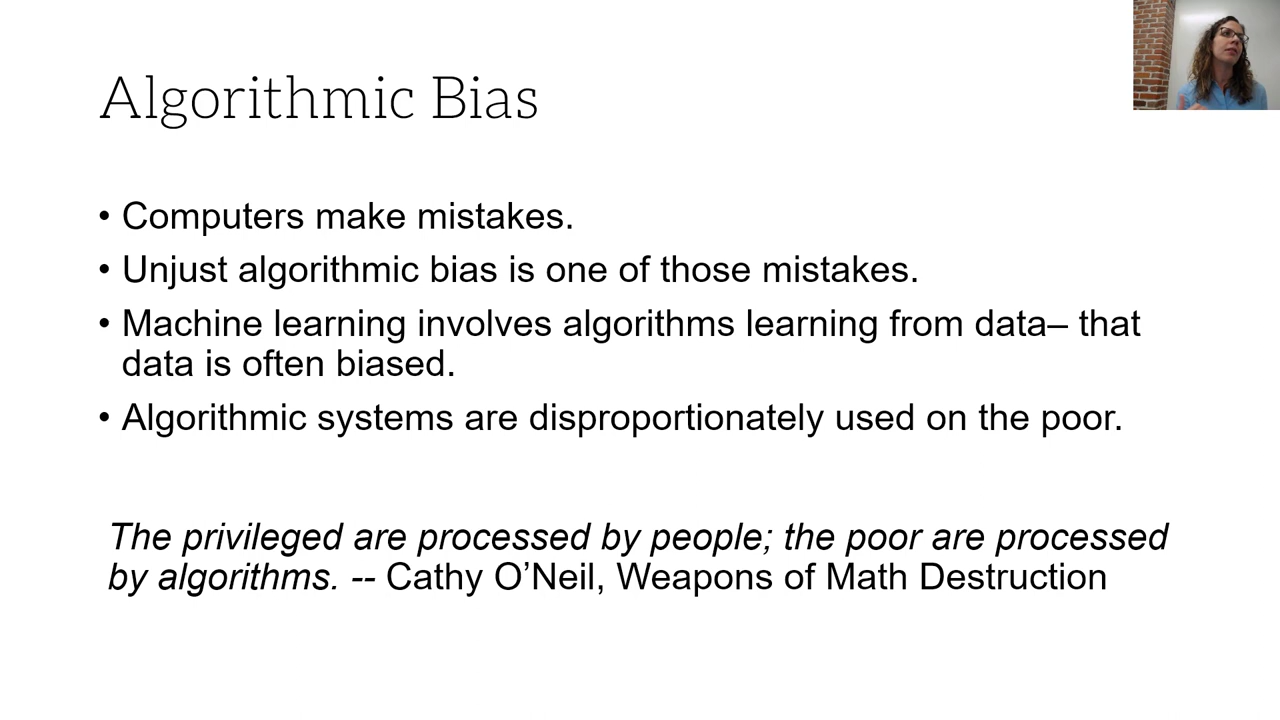 Algorithmic Bias
• Computers make mistakes.
• Unjust algorithmic bias is one of those mistakes.
• Machine learning involves algorithms learning from data– that
data is often biased.
• Algorithmic systems are disproportionately used on the poor.
The privileged are processed by people; the poor are processed
by algorithms. -- Cathy O’Neil, Weapons of Math Destruction